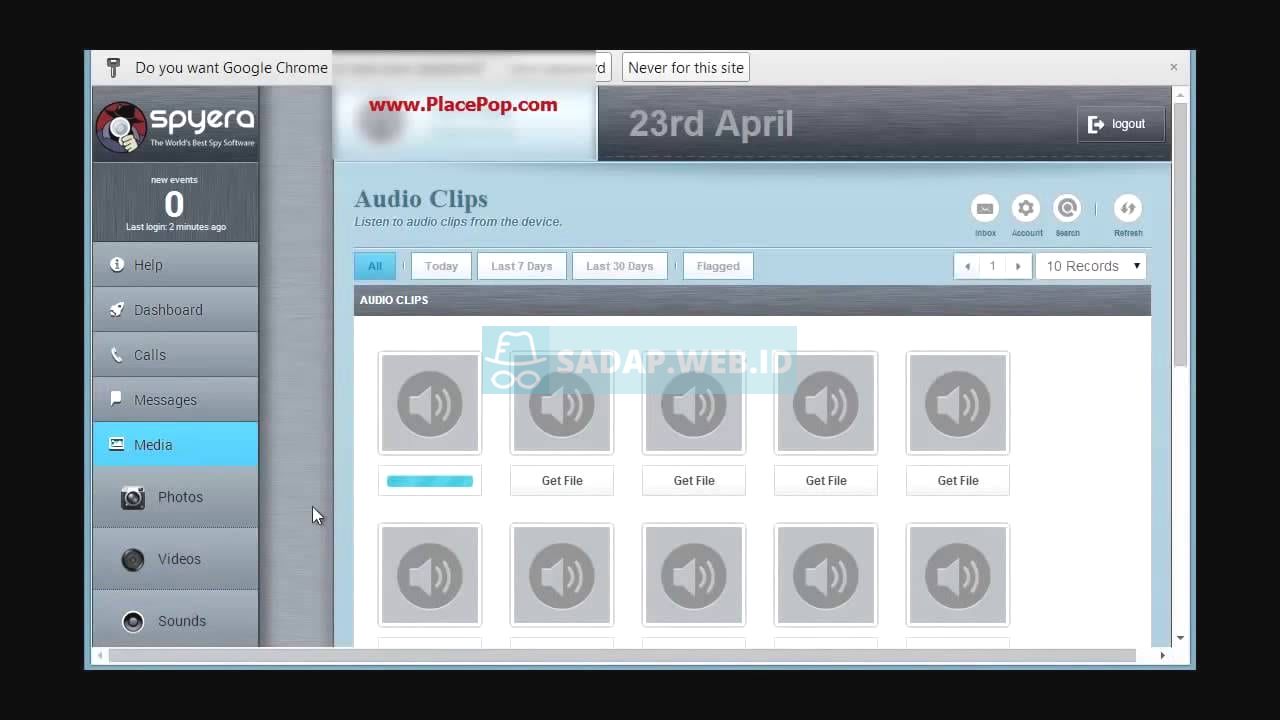 Do you want Google Chrome
Never for this site
www.PlacePop.com
spyera
The World's Best Spy Software
23rd April
logout
new events
0
Last login: 2 minutes ago
Audio Clips
Listen to audio clips from the device.
Inbox Account Search Refresh
Help
Dashboard
Calls
Messages
Media
Photos
Videos
Sounds
All Today Last 7 Days Last 30 Days Flagged
1 10 Records
AUDIO CLIPS
SADAP.WEB.ID
Get File Get File Get File Get File